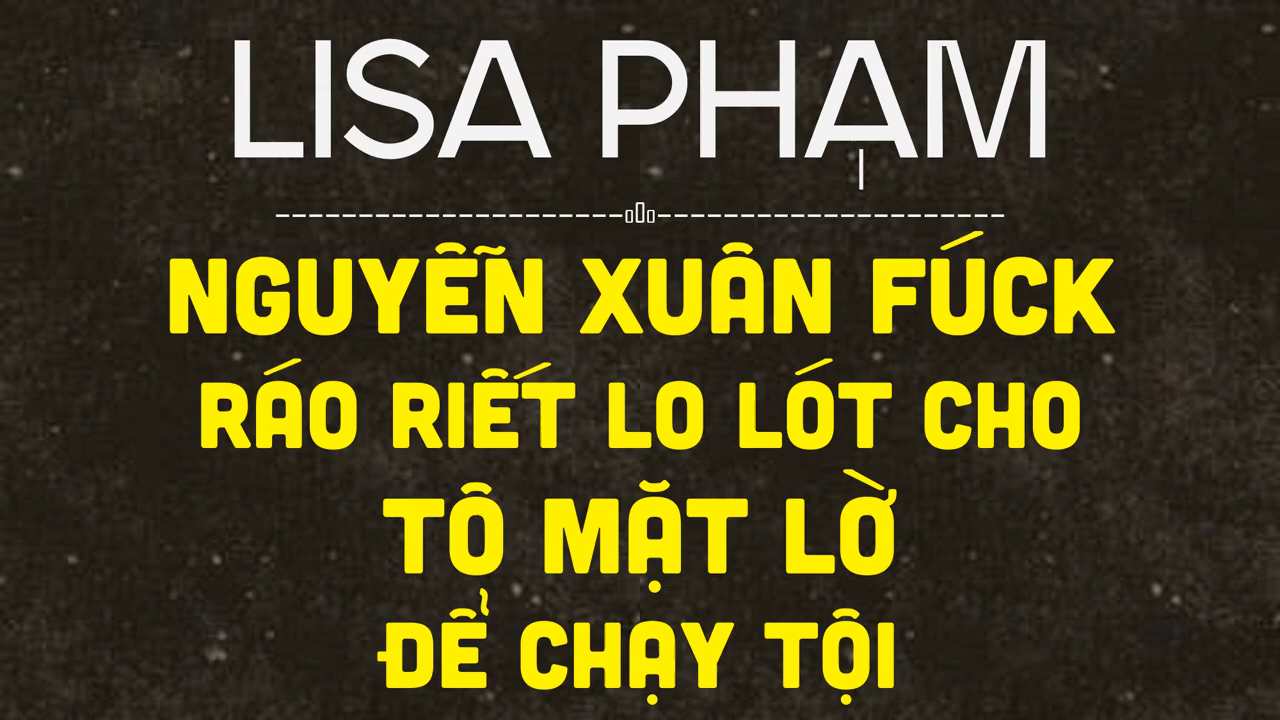 LISA PHẠM
NGUYỄN XUÂN FÚCK
RÁO RIẾT LO LÓT CHO
TÔ MẶT LỜ
ĐỂ CHẠY TỘI